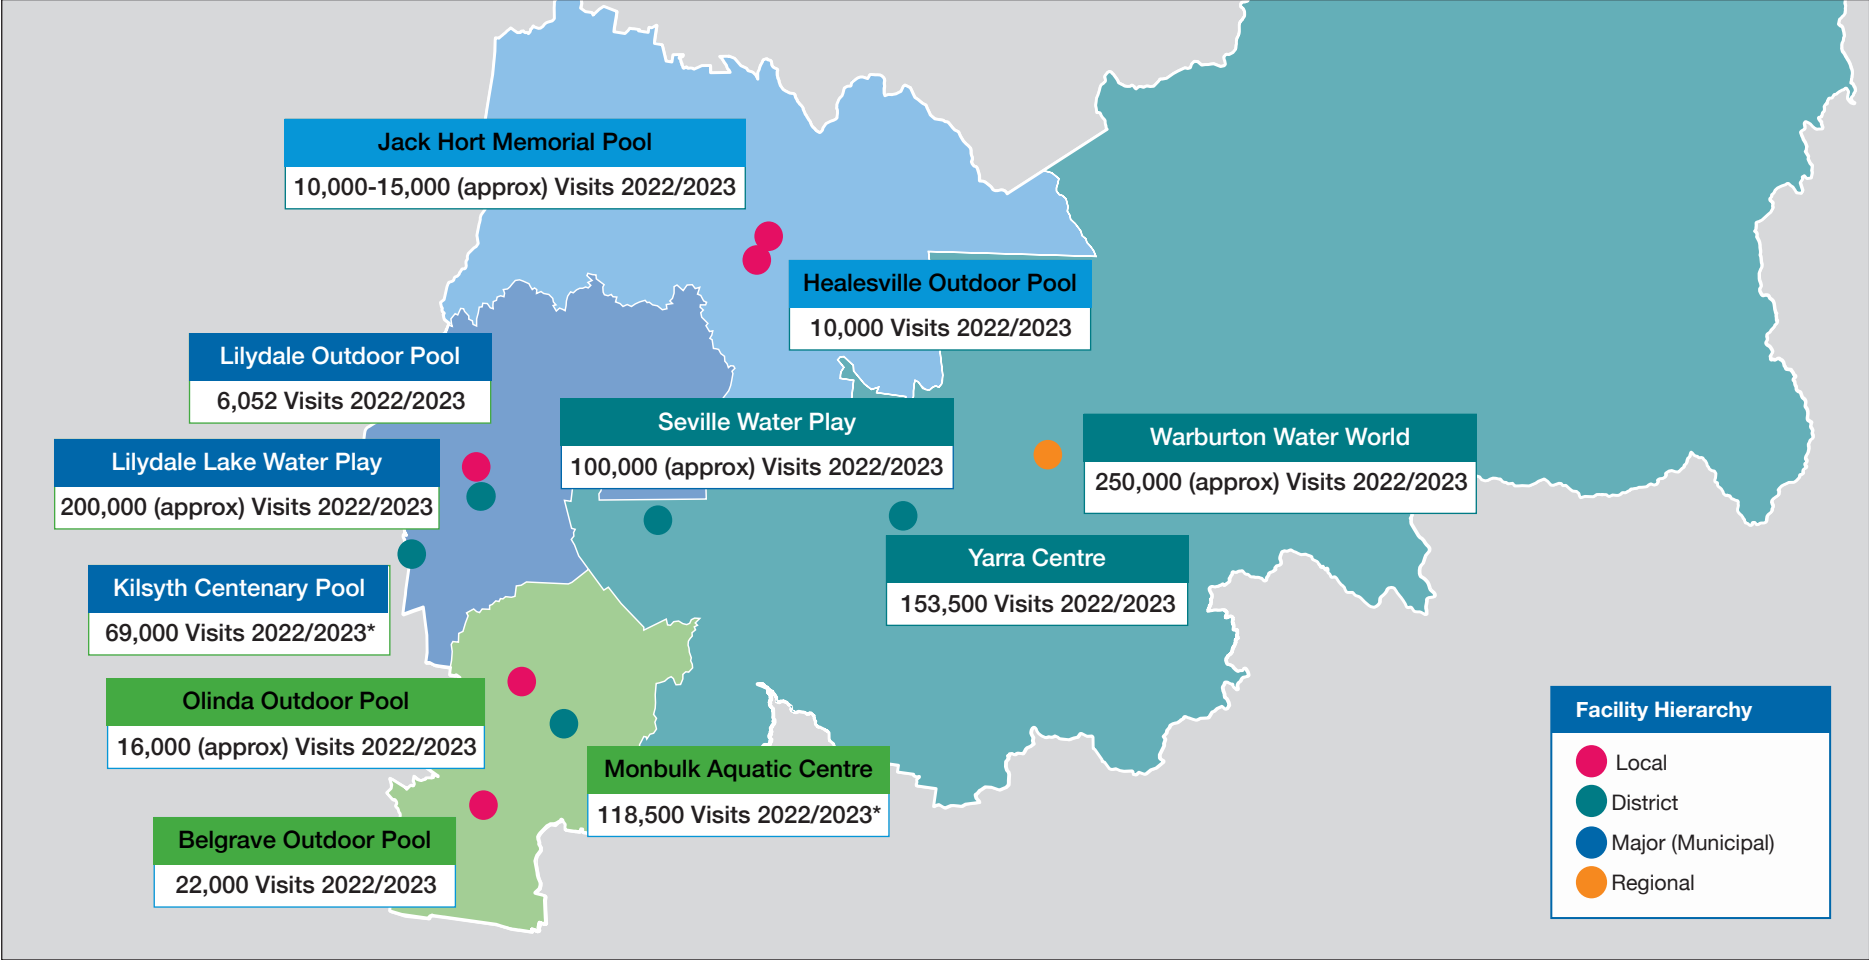 Jack Hort Memorial Pool
10,000-15,000 (approx) Visits 2022/2023
Healesville Outdoor Pool
10,000 Visits 2022/2023
Lilydale Outdoor Pool
6,052 Visits 2022/2023
Seville Water Play
100,000 (approx) Visits 2022/2023
Warburton Water World
250,000 (approx) Visits 2022/2023
Lilydale Lake Water Play
200,000 (approx) Visits 2022/2023
Yarra Centre
153,500 Visits 2022/2023
Kilsyth Centenary Pool
69,000 Visits 2022/2023*
Olinda Outdoor Pool
16,000 (approx) Visits 2022/2023
Monbulk Aquatic Centre
118,500 Visits 2022/2023*
Belgrave Outdoor Pool
22,000 Visits 2022/2023
Facility Hierarchy
Local
District
Major (Municipal)
Regional